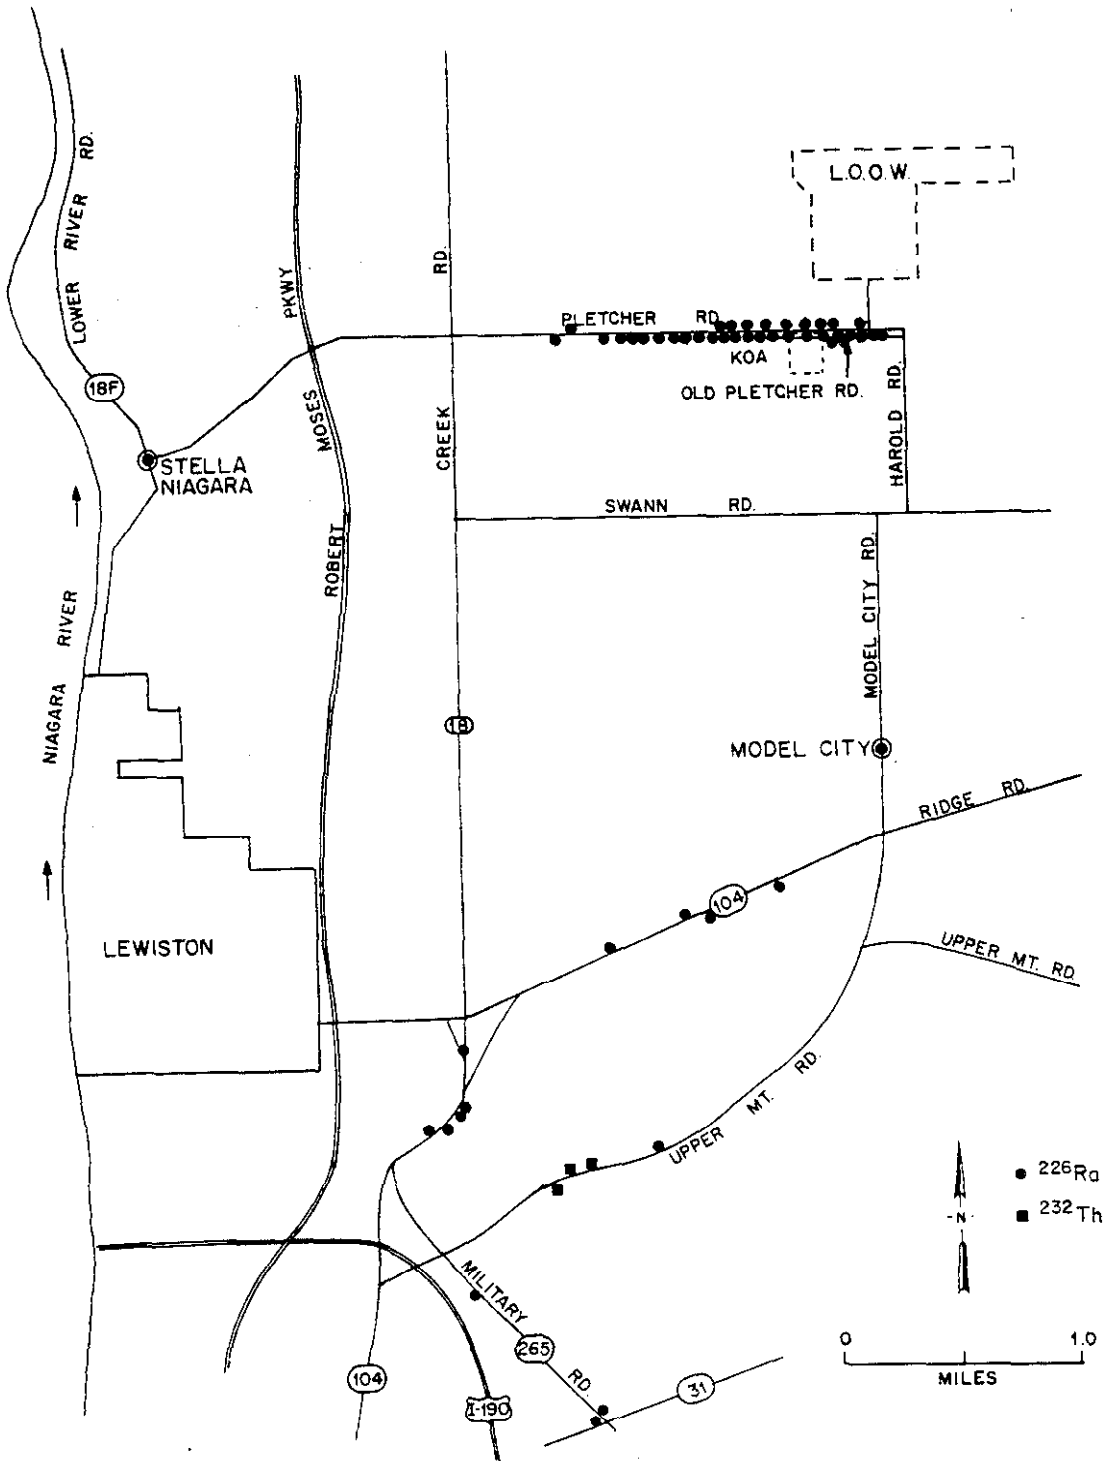 LOWER RIVER RD.
L.O.O.W.
RD.
PKWY
PLETCHER RD.
KOA
OLD PLETCHER RD.
18F
MOSES
CREEK
HAROLD RD.
STELLA
NIAGARA
SWANN RD.
ROBERT
MODEL CITY RD.
NIAGARA RIVER
18
MODEL CITY
RIDGE RD.
104
LEWISTON
UPPER MT. RD.
UPPER MT. RD.
226Ra
232Th
-N-
MILITARY RD.
265
0 1.0
MILES
104
31
I-190